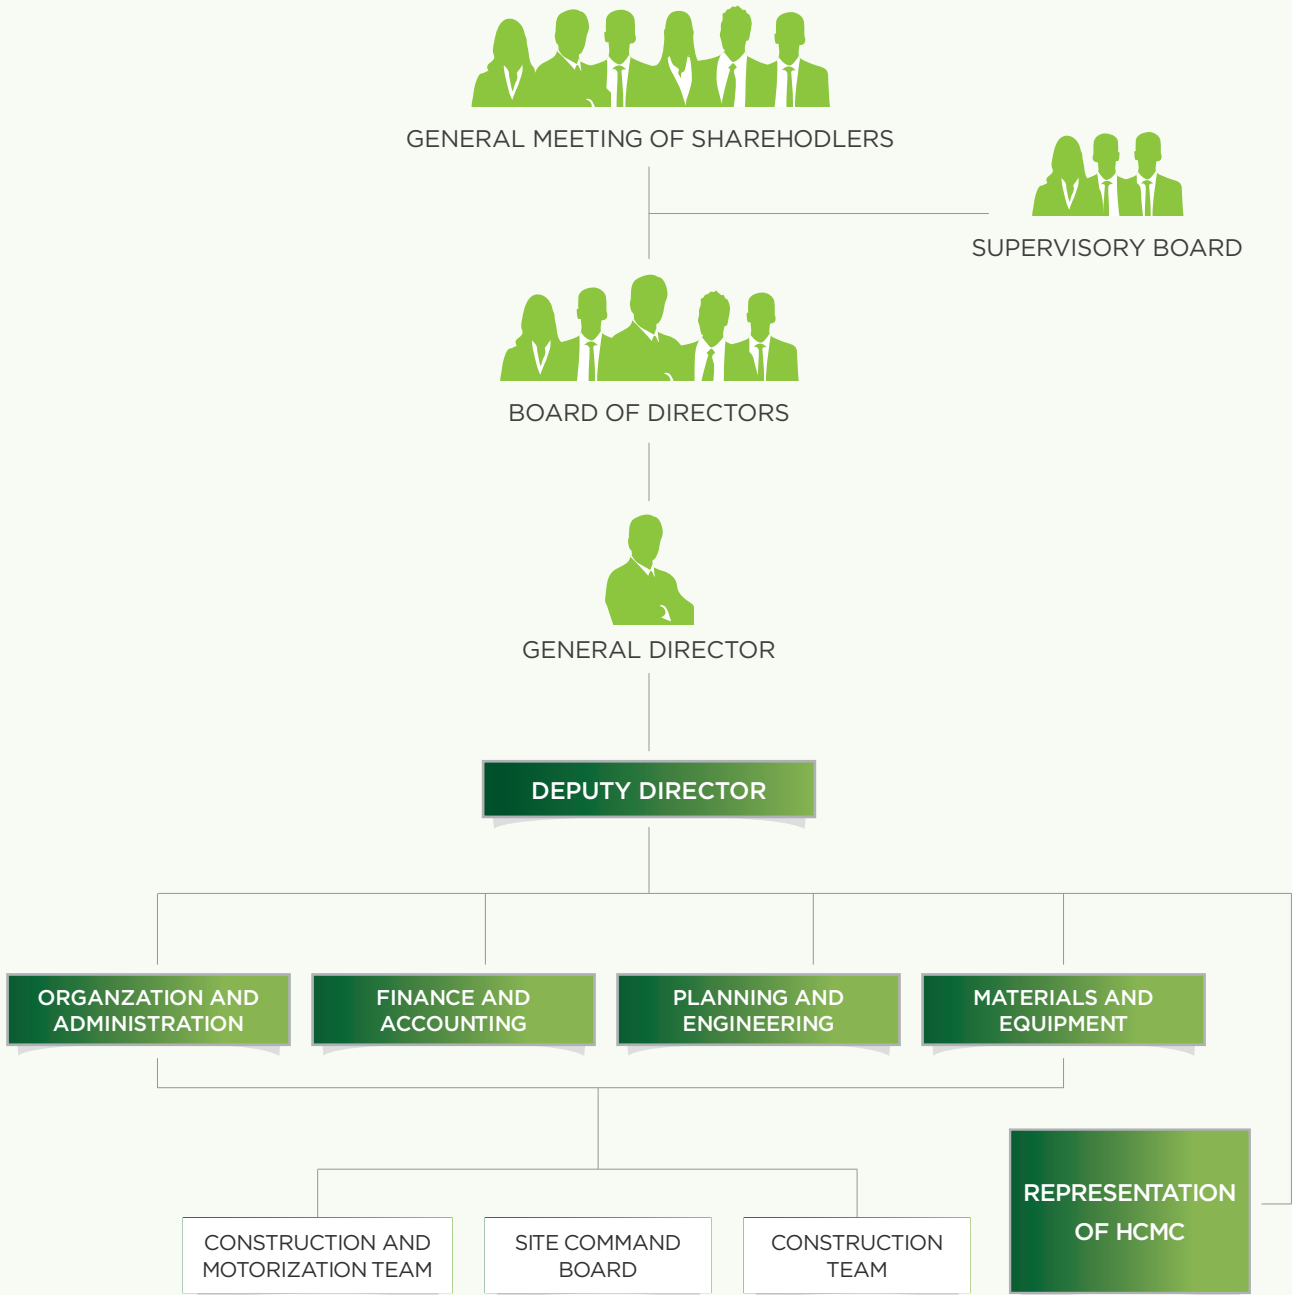 GENERAL MEETING OF SHAREHODLERS
SUPERVISORY BOARD
BOARD OF DIRECTORS
GENERAL DIRECTOR
DEPUTY DIRECTOR
ORGANZATION AND
ADMINISTRATION
FINANCE AND
ACCOUNTING
PLANNING AND
ENGINEERING
MATERIALS AND
EQUIPMENT
REPRESENTATION
OF HCMC
CONSTRUCTION AND
MOTORIZATION TEAM
SITE COMMAND
BOARD
CONSTRUCTION
TEAM